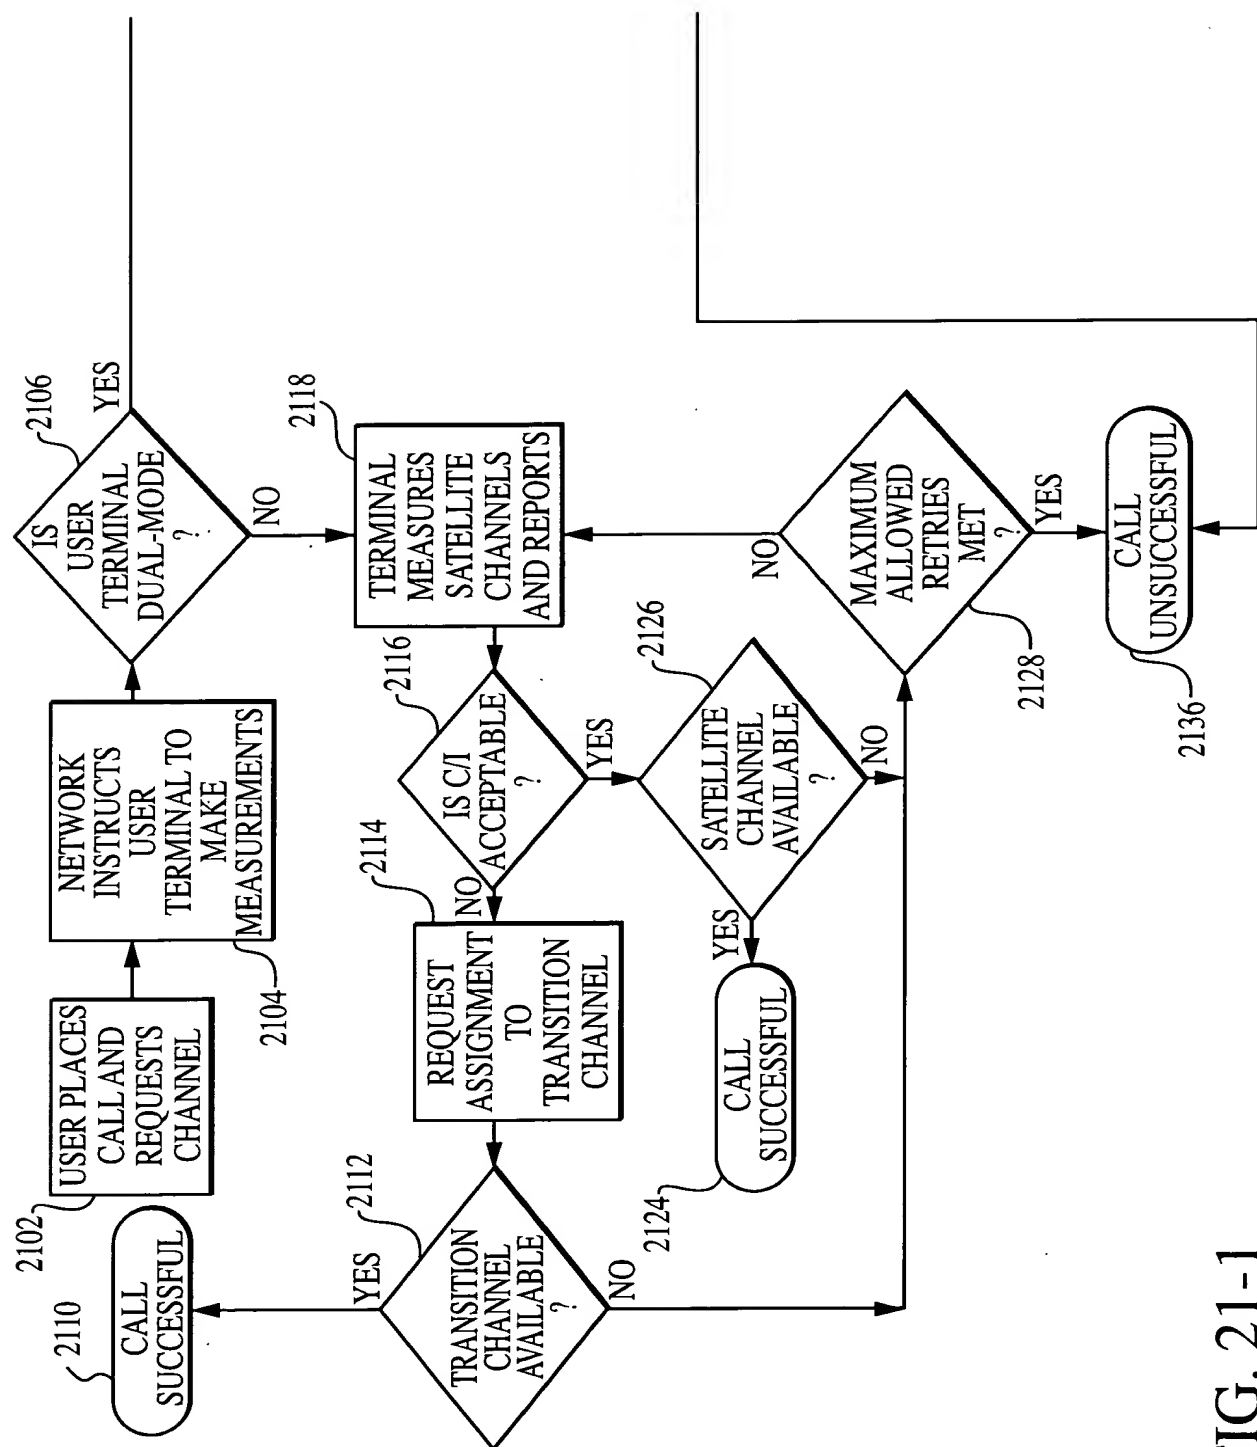 2102
USER PLACES
CALL AND
REQUESTS
CHANNEL
2104
NETWORK
INSTRUCTS
USER
TERMINAL TO
MAKE
MEASUREMENTS
2106
IS
USER
TERMINAL
DUAL-MODE
?
YES
NO
2110
CALL
SUCCESSFUL
YES
2112
TRANSITION
CHANNEL
AVAILABLE
?
NO
2114
REQUEST
ASSIGNMENT
TO
TRANSITION
CHANNEL
NO
2116
IS C/I
ACCEPTABLE
?
YES
2118
TERMINAL
MEASURES
SATELLITE
CHANNELS
AND REPORTS
2124
CALL
SUCCESSFUL
YES
2126
SATELLITE
CHANNEL
AVAILABLE
?
NO
NO
MAXIMUM
ALLOWED
RETRIES
MET
?
2128
YES
CALL
UNSUCCESSFUL
2136
FIG. 21-1